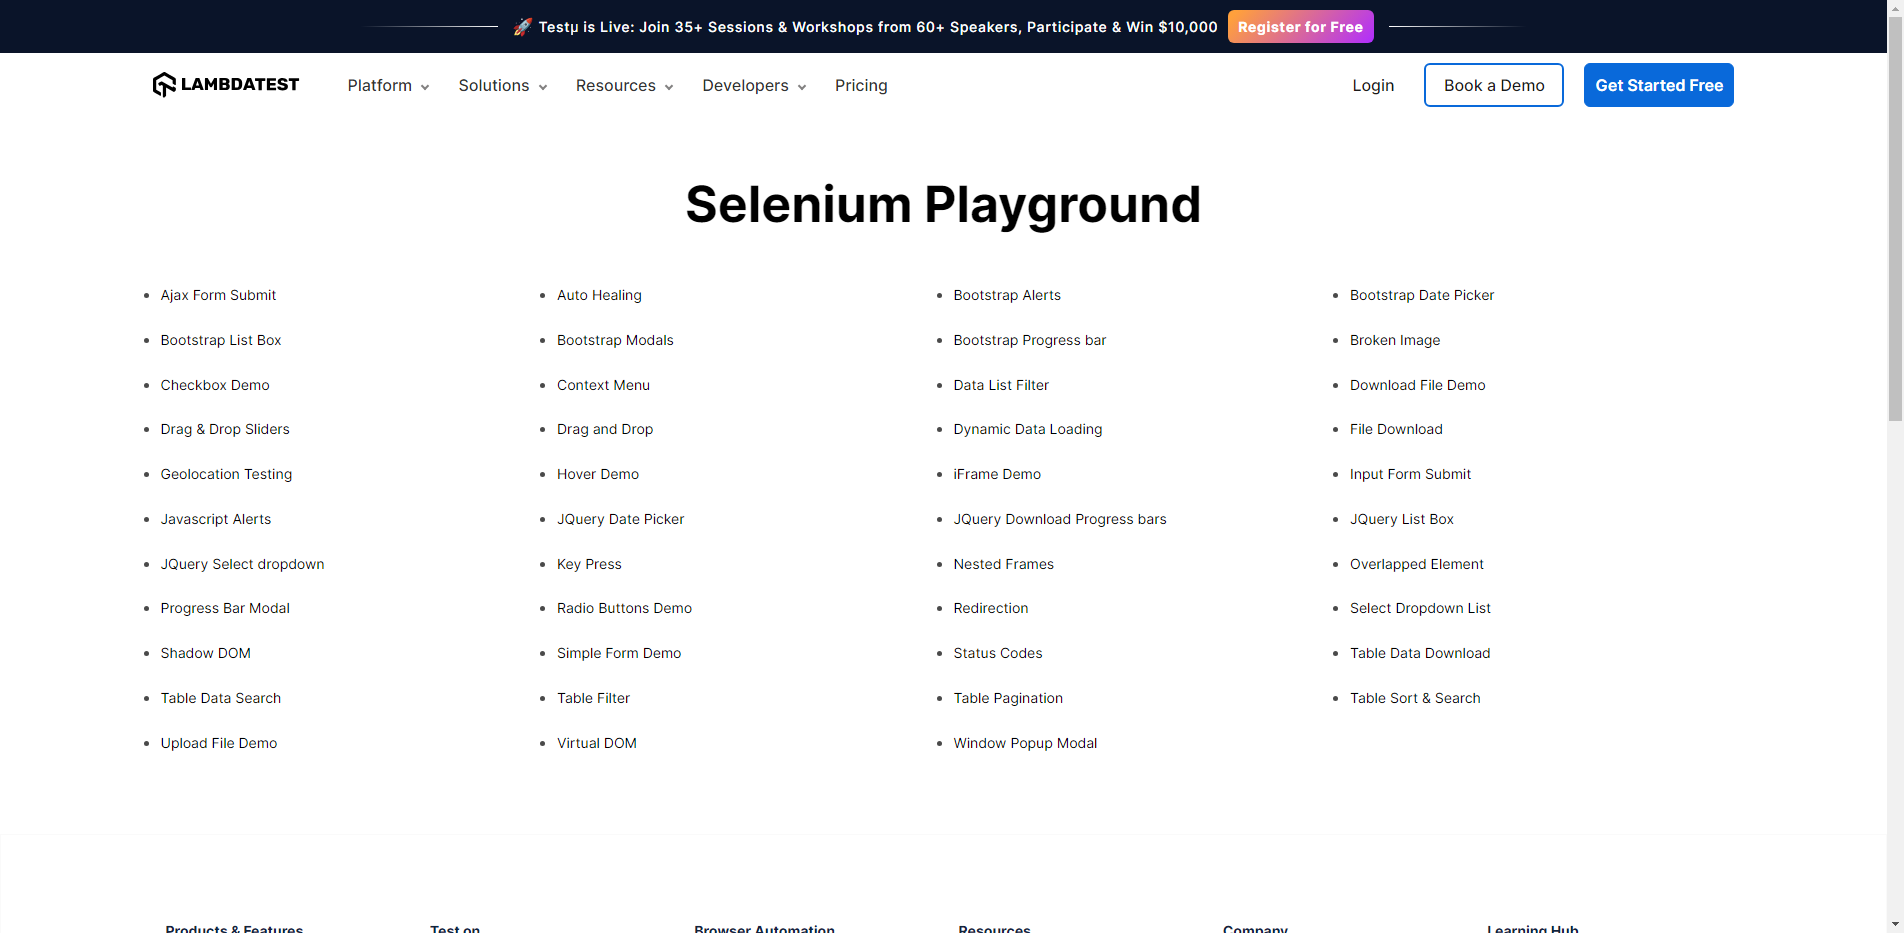 🚀 Testμ is Live: Join 35+ Sessions & Workshops from 60+ Speakers, Participate & Win $10,000 Register for Free
LAMBDATEST Platform Solutions Resources Developers Pricing Login Book a Demo Get Started Free
Selenium Playground
Ajax Form Submit Auto Healing Bootstrap Alerts Bootstrap Date Picker
Bootstrap List Box Bootstrap Modals Bootstrap Progress bar Broken Image
Checkbox Demo Context Menu Data List Filter Download File Demo
Drag & Drop Sliders Drag and Drop Dynamic Data Loading File Download
Geolocation Testing Hover Demo iFrame Demo Input Form Submit
Javascript Alerts JQuery Date Picker JQuery Download Progress bars JQuery List Box
JQuery Select dropdown Key Press Nested Frames Overlapped Element
Progress Bar Modal Radio Buttons Demo Redirection Select Dropdown List
Shadow DOM Simple Form Demo Status Codes Table Data Download
Table Data Search Table Filter Table Pagination Table Sort & Search
Upload File Demo Virtual DOM Window Popup Modal
Products & Features Test on Browser Automation Resources Company Learning Hub